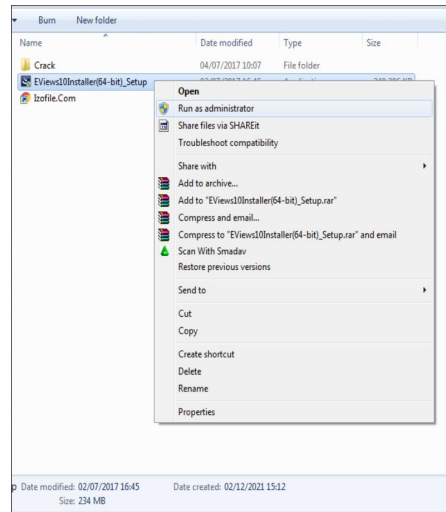 Burn New folder
Name Date modified Type Size
Crack 04/07/2017 10:07 File folder
EViews10Installer(64-bit)_Setup
Izofile.Com
Open
Run as administrator
Share files via SHAREit
Troubleshoot compatibility
Share with
Add to archive...
Add to "EViews10Installer(64-bit)_Setup.rar"
Compress and email...
Compress to "EViews10Installer(64-bit)_Setup.rar" and email
Scan With Smadav
Restore previous versions
Send to
Cut
Copy
Create shortcut
Delete
Rename
Properties
p Date modified: 02/07/2017 16:45 Date created: 02/12/2021 15:12
Size: 234 MB